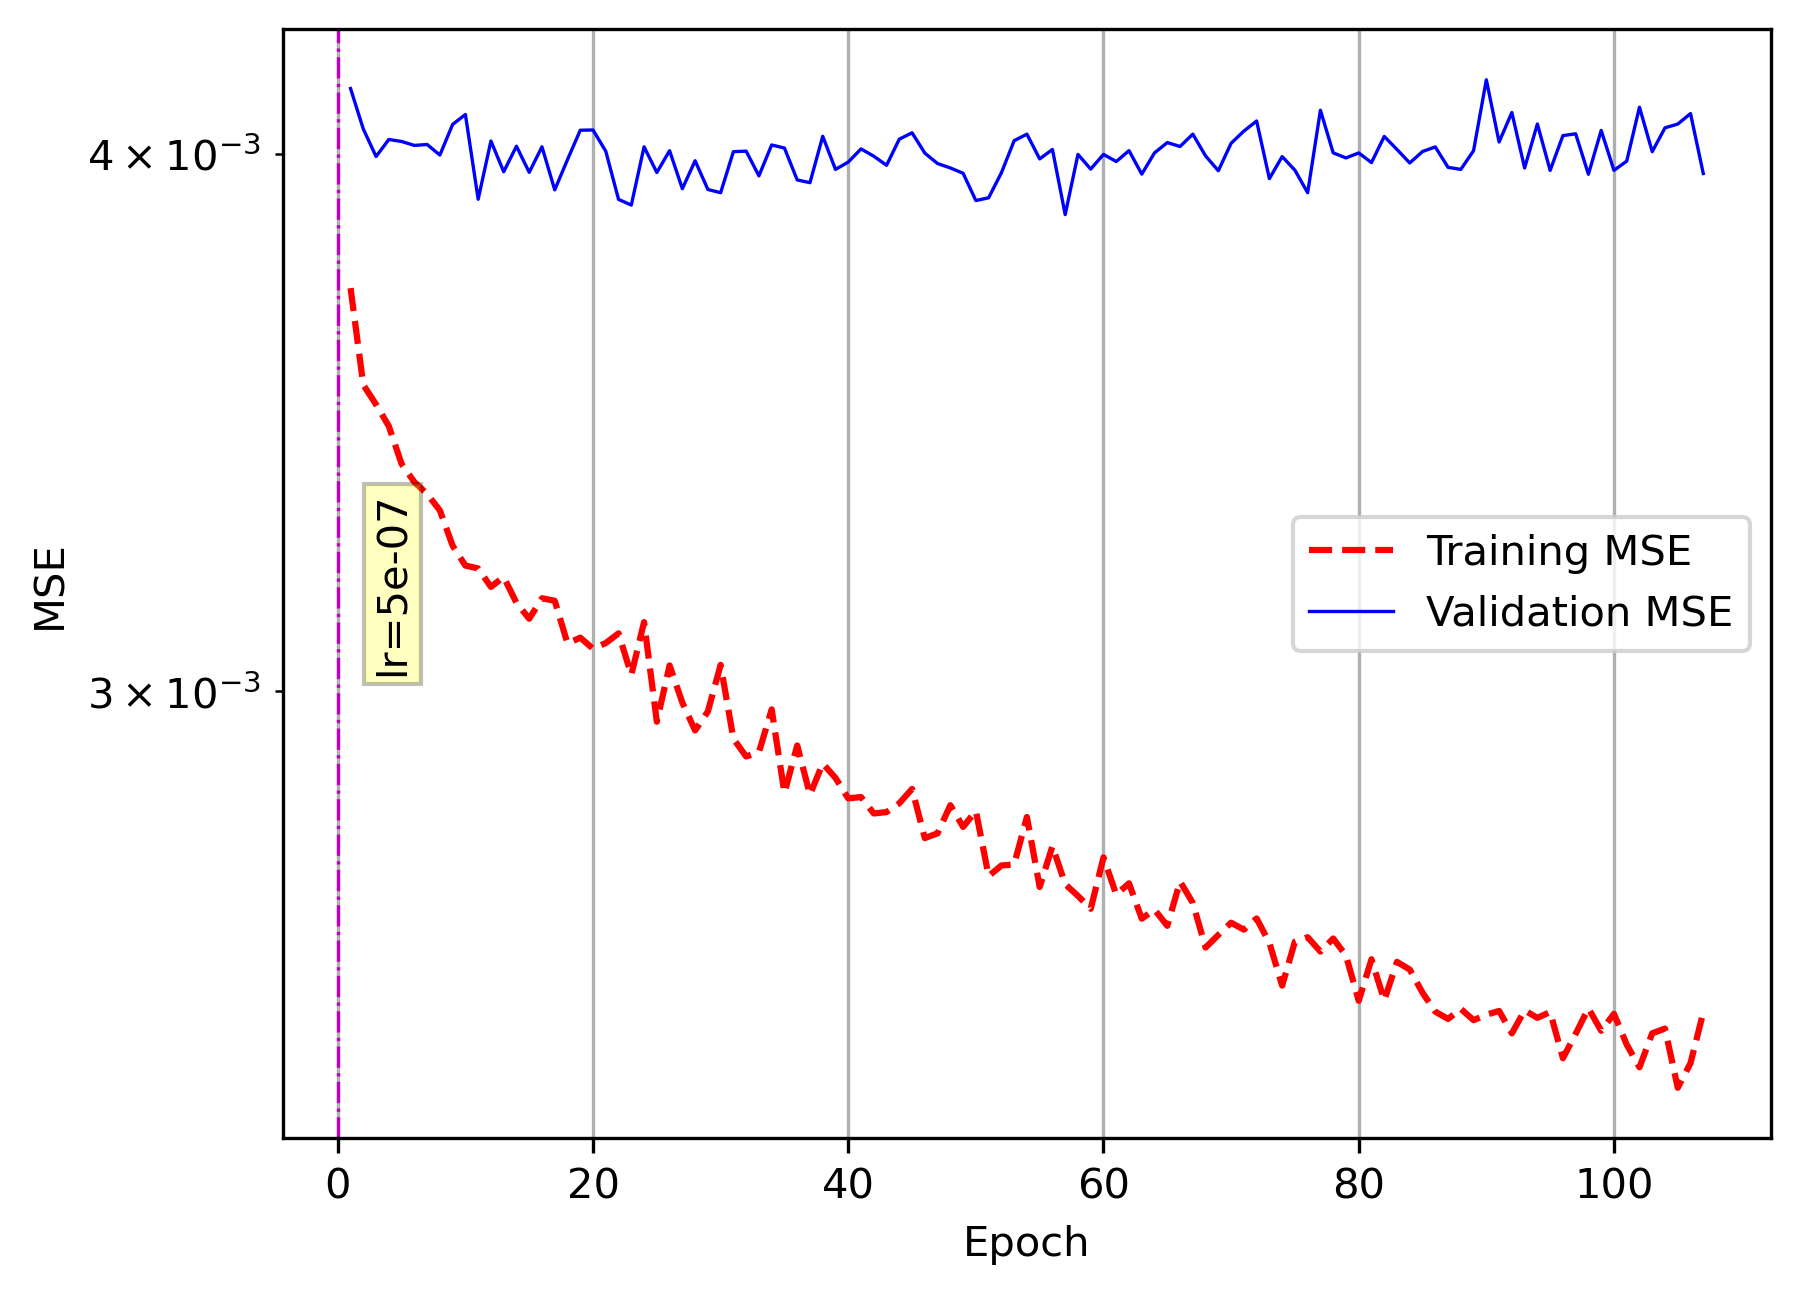 4 × 10⁻³
3 × 10⁻³
MSE
lr=5e-07
Training MSE
Validation MSE
0 20 40 60 80 100
Epoch